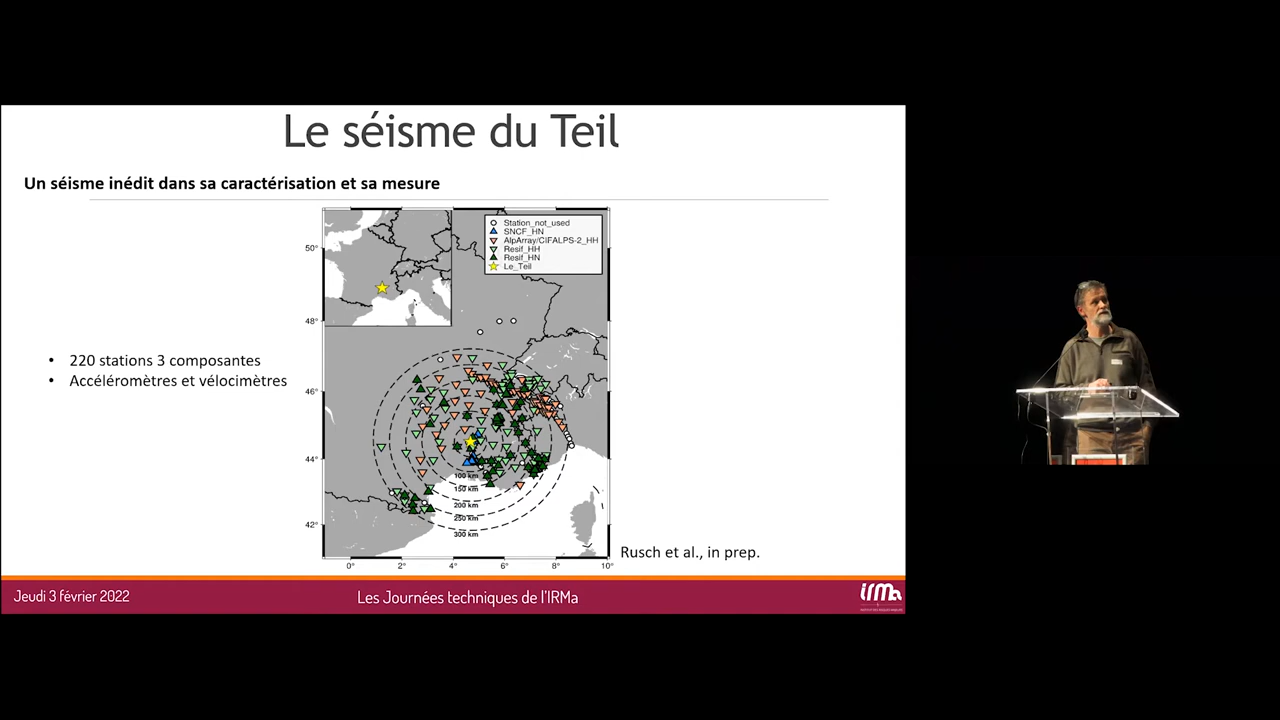 Le séisme du Teil
Un séisme inédit dans sa caractérisation et sa mesure
Station_not_used
SNCF_HN
AlpArray/CIFALPS-2_HH
Resif_HH
Resif_HN
Le_Teil
50°
48°
46°
44°
42°
100 km
150 km
200 km
250 km
300 km
0°
2°
4°
6°
8°
10°
• 220 stations 3 composantes
• Accéléromètres et vélocimètres
Rusch et al., in prep.
Jeudi 3 février 2022
Les Journées techniques de l'IRMa
IRMa